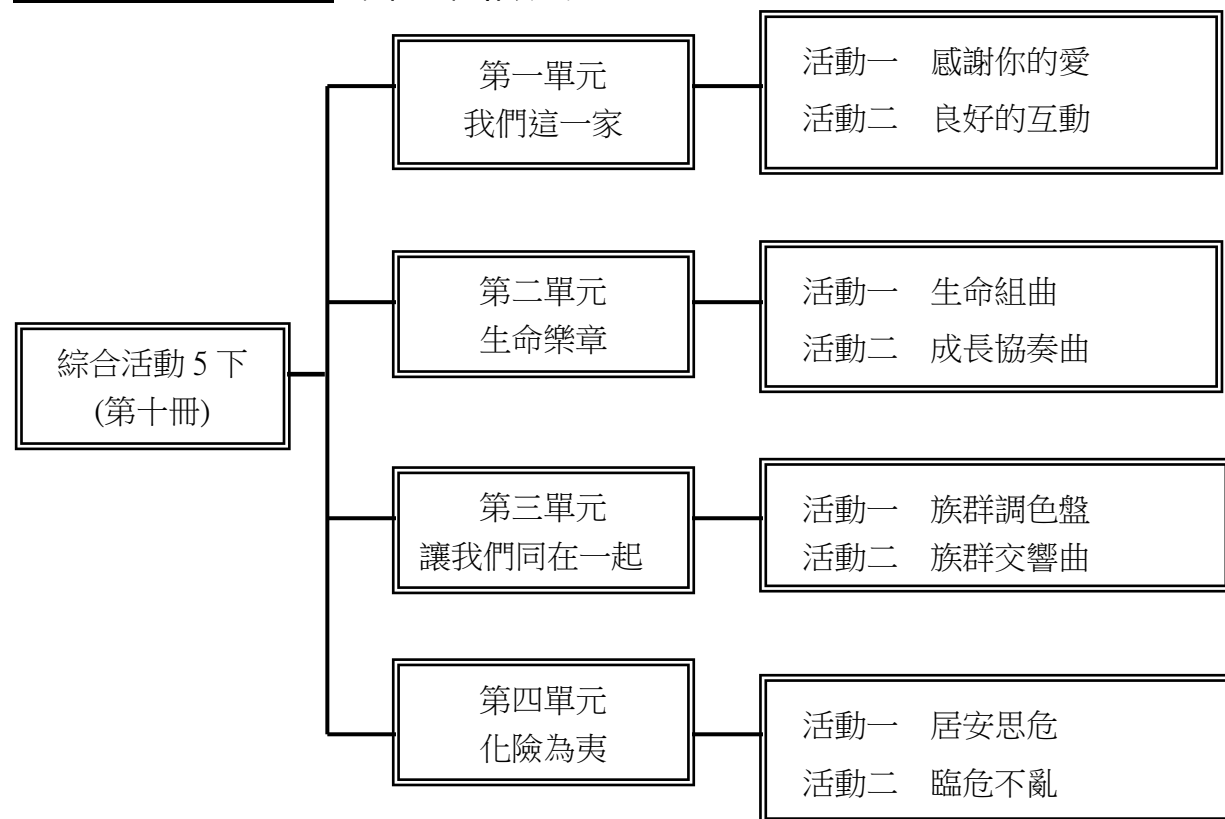 綜合活動 5 下
(第十冊)
第一單元
我們這一家
活動一　感謝你的愛
活動二　良好的互動
第二單元
生命樂章
活動一　生命組曲
活動二　成長協奏曲
第三單元
讓我們同在一起
活動一　族群調色盤
活動二　族群交響曲
第四單元
化險為夷
活動一　居安思危
活動二　臨危不亂